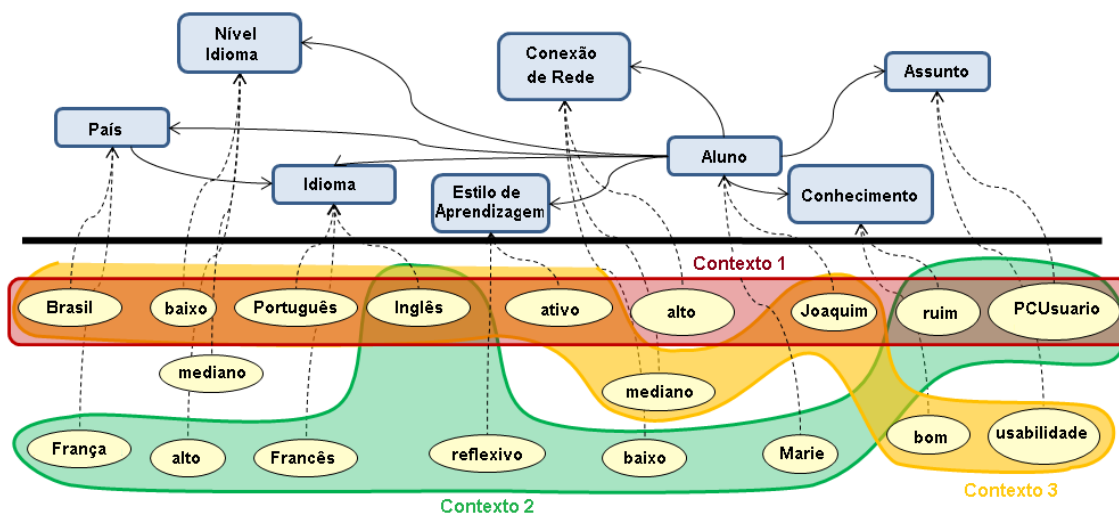 Nível
Idioma
Conexão
de Rede
Assunto
País
Aluno
Idioma
Estilo de
Aprendizagem
Conhecimento
Contexto 1
Brasil
baixo
Português
Inglês
ativo
alto
Joaquim
ruim
PCUsuario
mediano
mediano
França
alto
Francês
reflexivo
baixo
Marie
bom
usabilidade
Contexto 2
Contexto 3